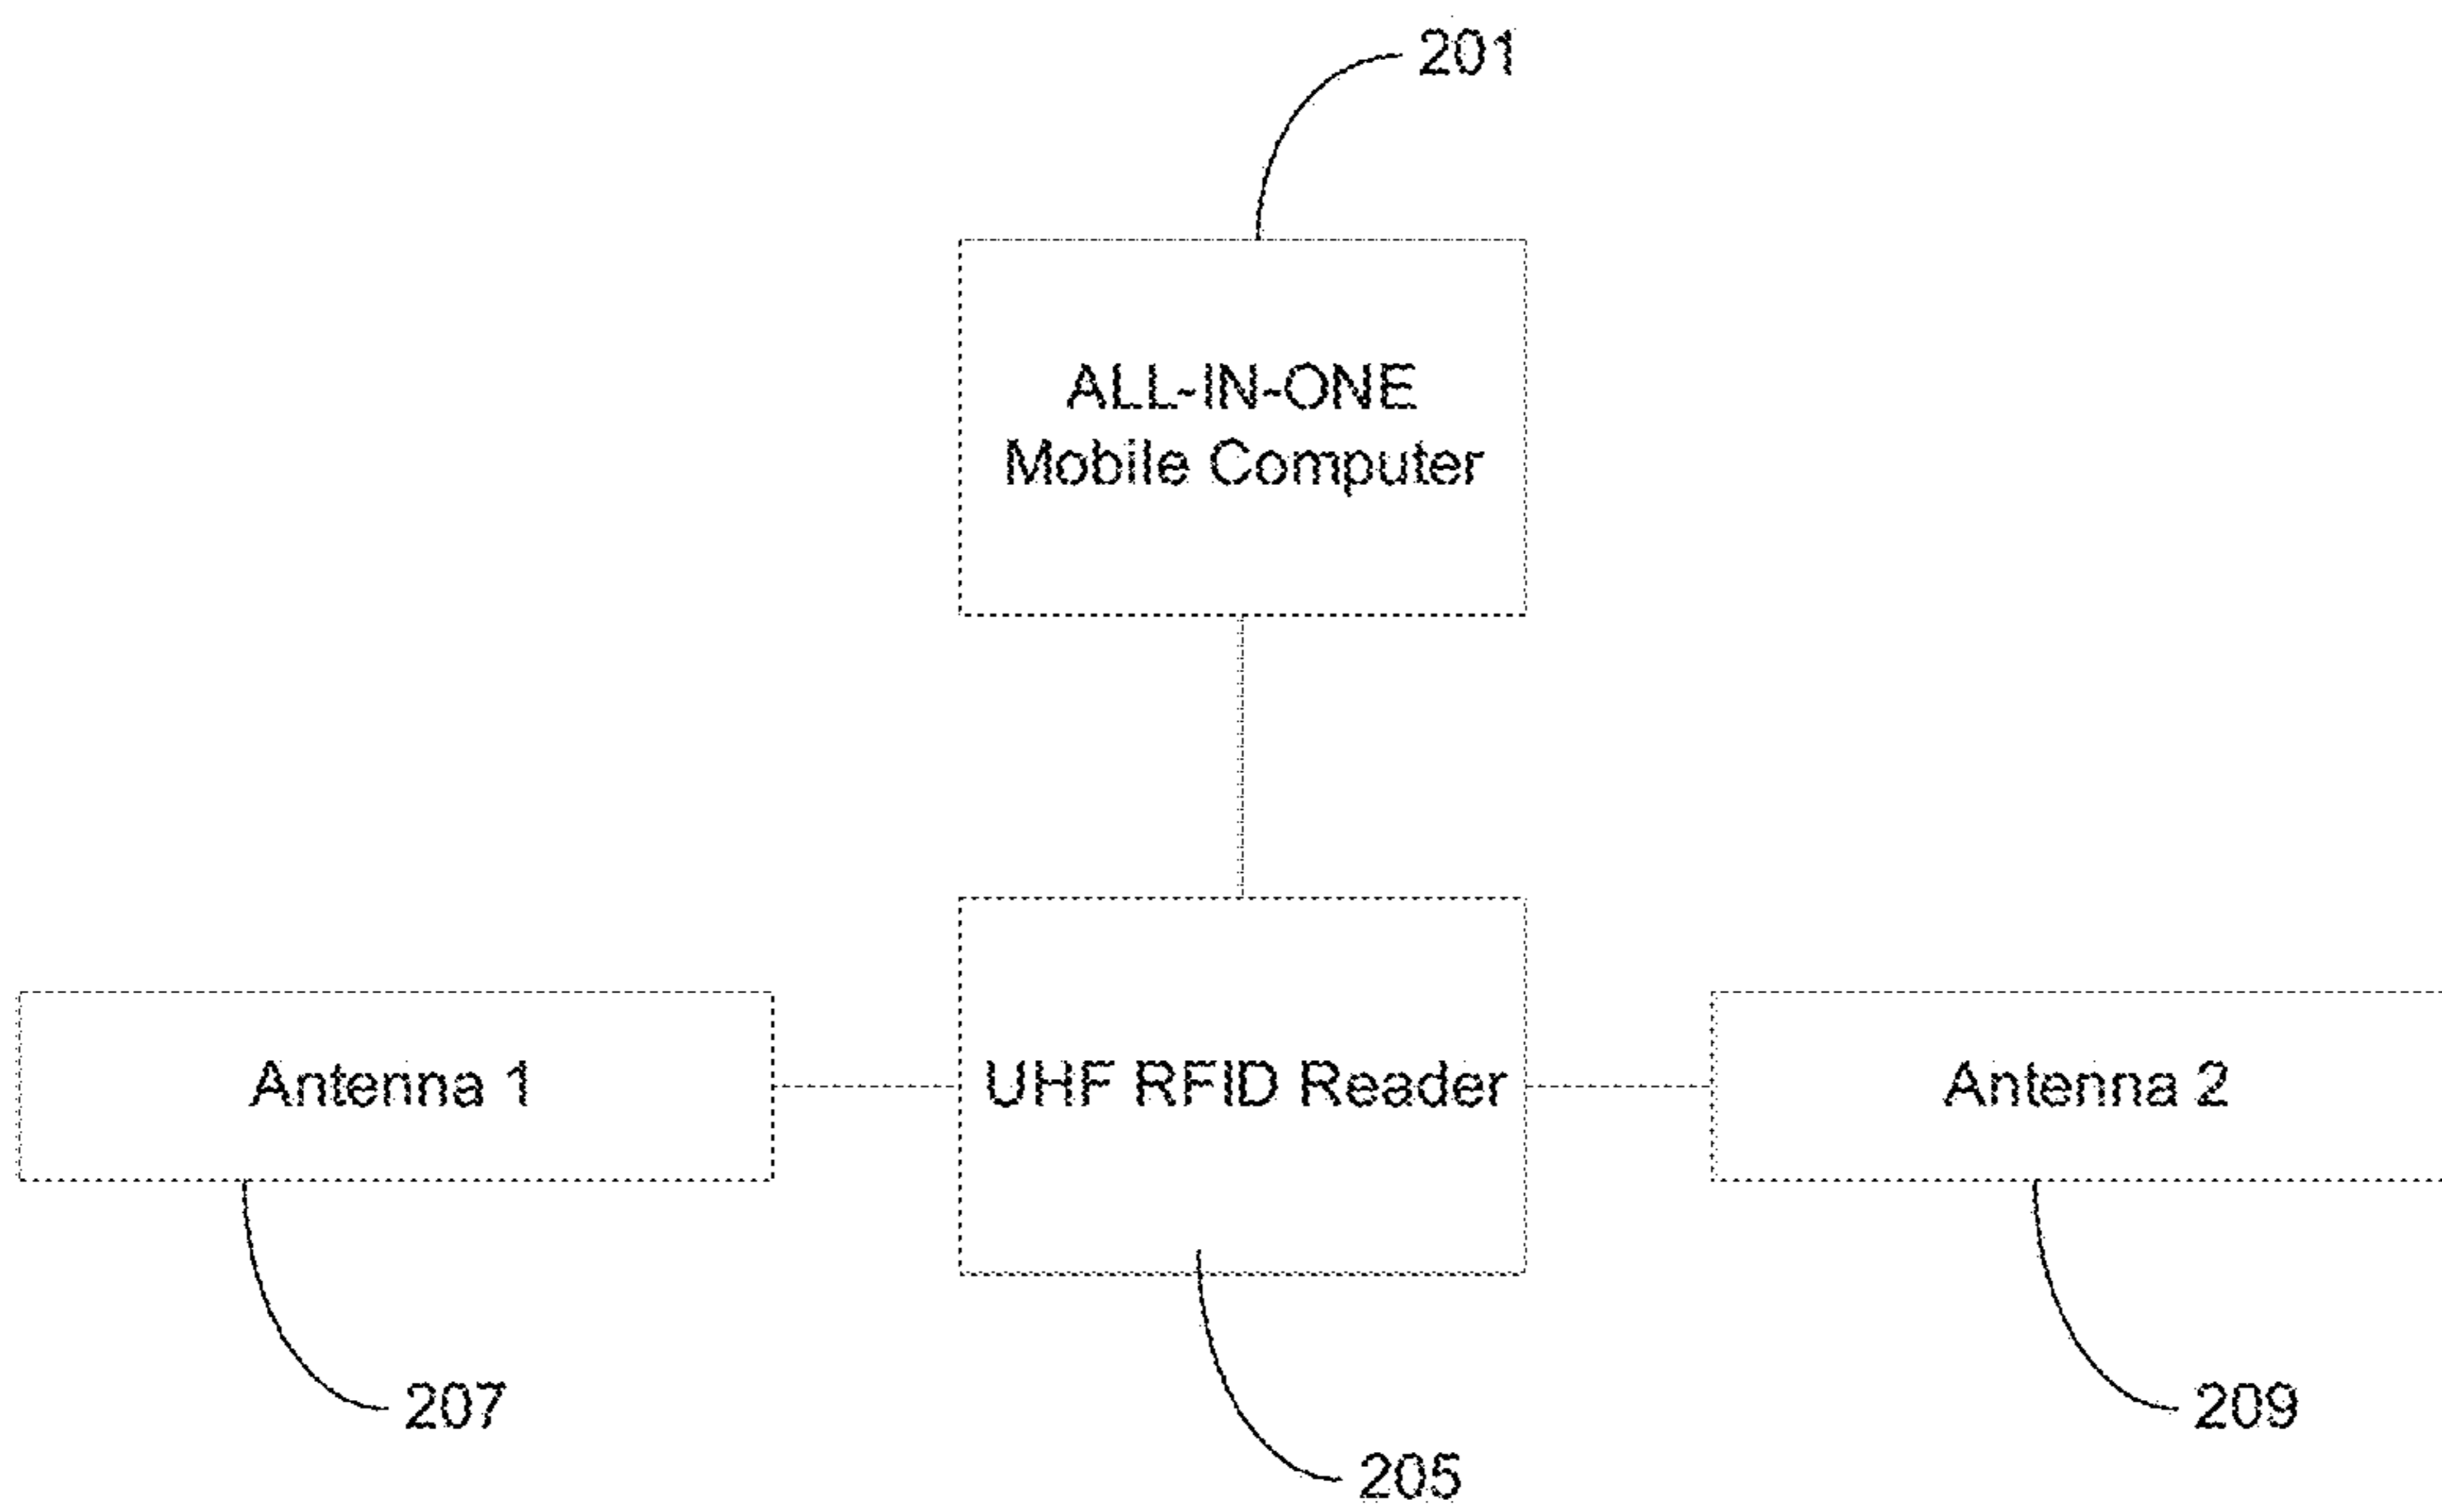 201
ALL-IN-ONE
Mobile Computer
Antenna 1
UHF RFID Reader
Antenna 2
207
209
205